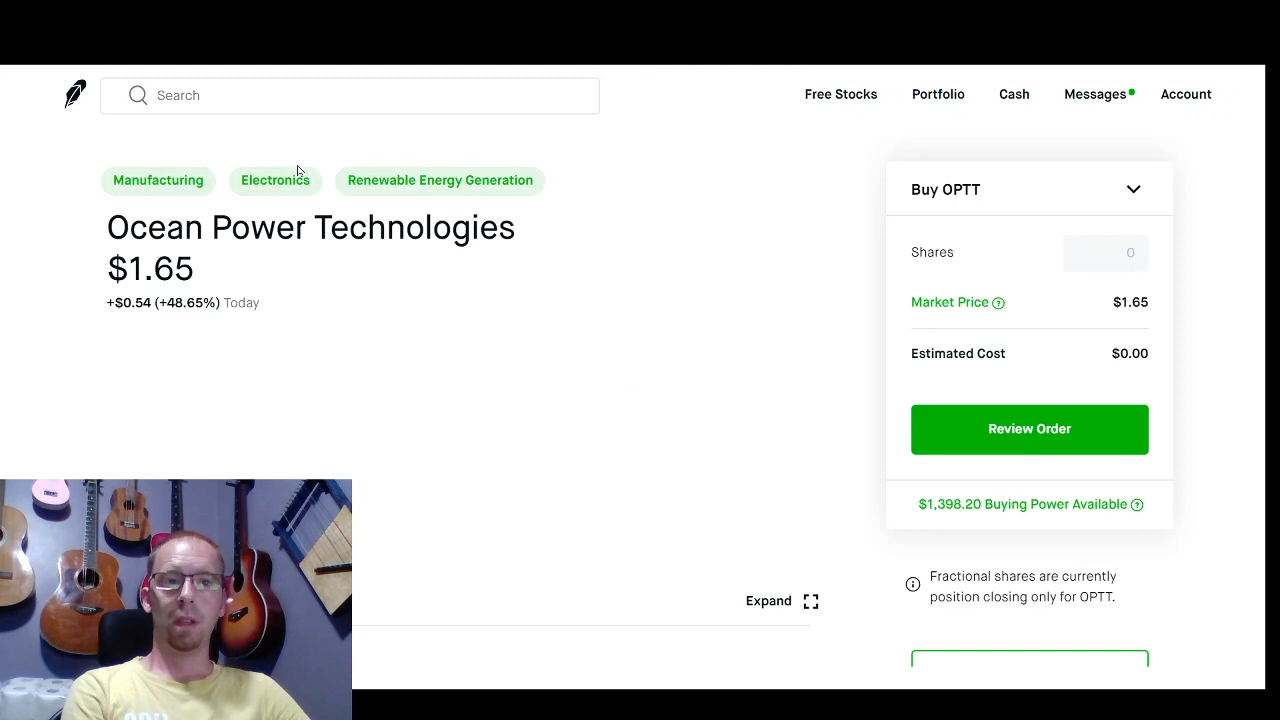 Search
Free Stocks
Portfolio
Cash
Messages
Account
Manufacturing
Electronics
Renewable Energy Generation
Ocean Power Technologies
$1.65
+$0.54 (+48.65%) Today
Buy OPTT
Shares
0
Market Price
$1.65
Estimated Cost
$0.00
Review Order
$1,398.20 Buying Power Available
Fractional shares are currently
position closing only for OPTT.
Expand